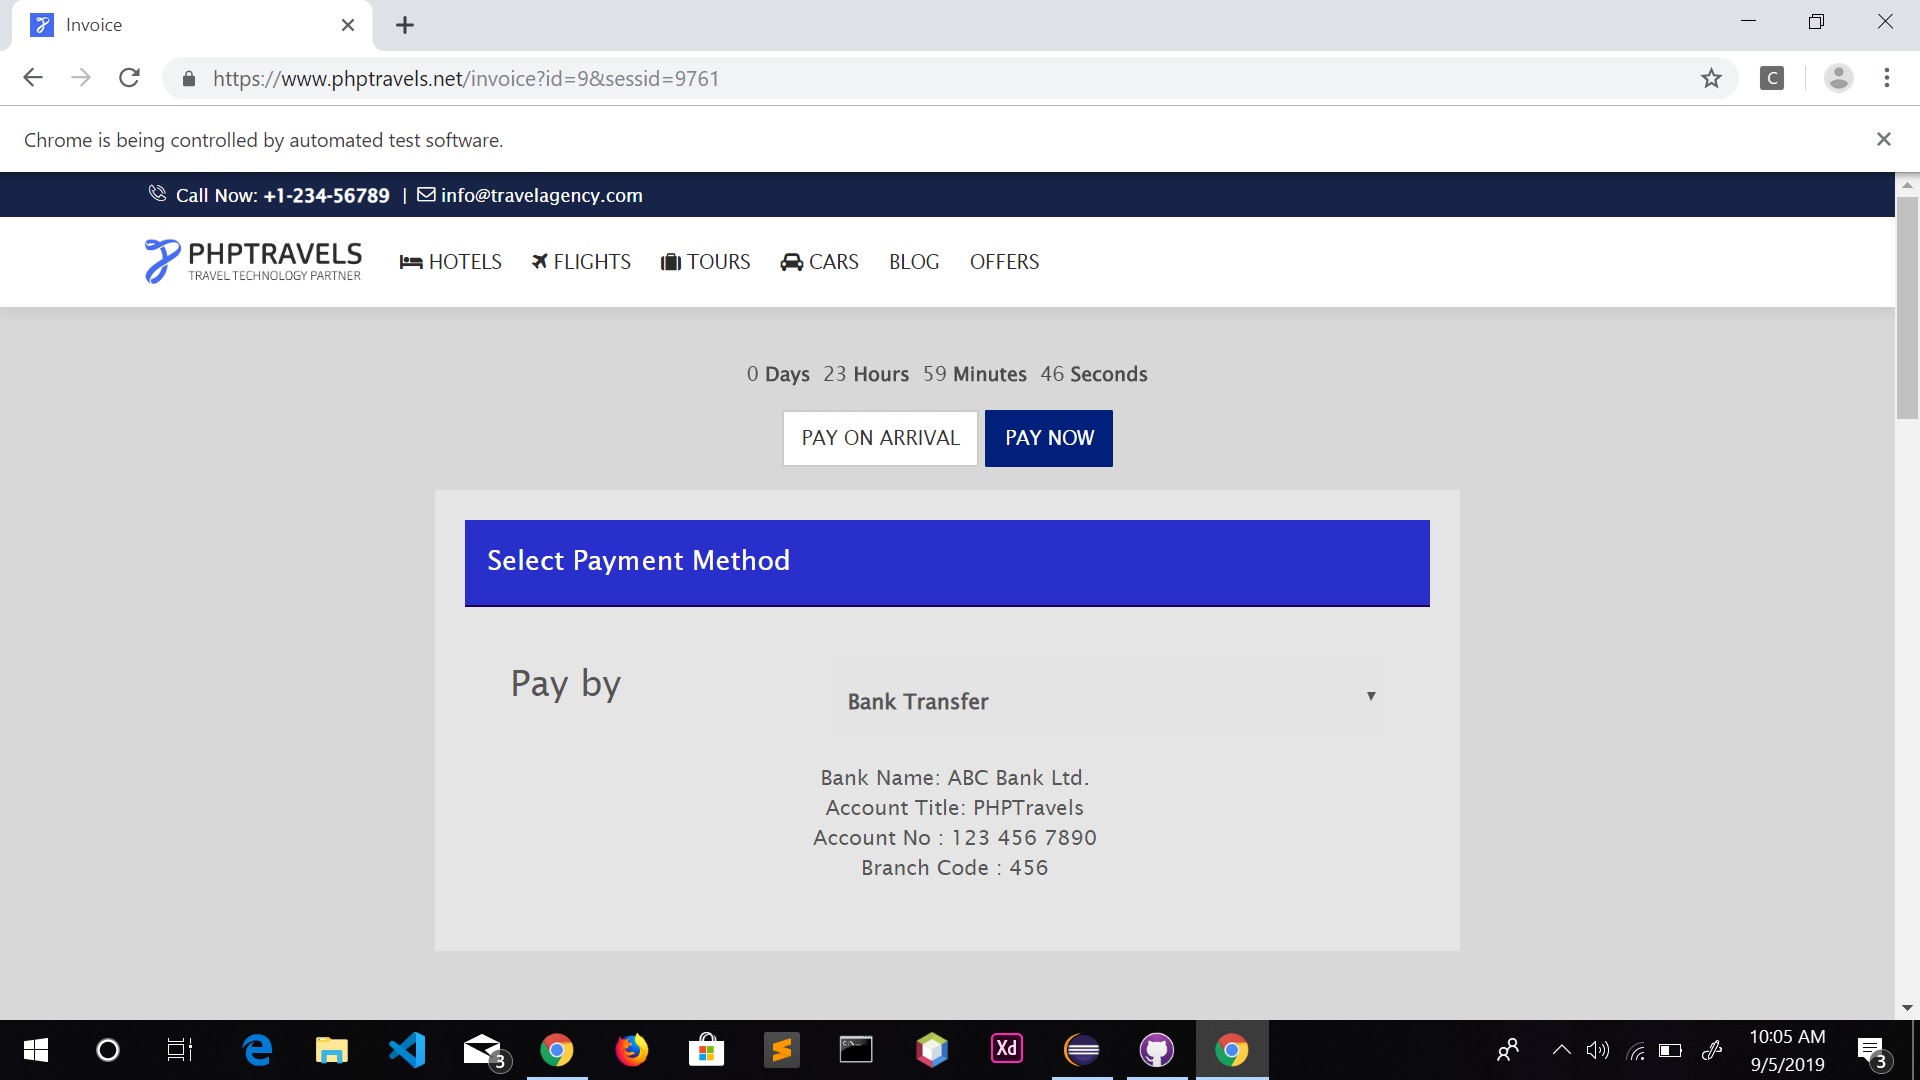 Invoice
https://www.phptravels.net/invoice?id=9&sessid=9761
C
Chrome is being controlled by automated test software.
Call Now: +1-234-56789 | info@travelagency.com
PHPTRAVELS
TRAVEL TECHNOLOGY PARTNER
HOTELS FLIGHTS TOURS CARS BLOG OFFERS
0 Days 23 Hours 59 Minutes 46 Seconds
PAY ON ARRIVAL PAY NOW
Select Payment Method
Pay by
Bank Transfer
Bank Name: ABC Bank Ltd.
Account Title: PHPTravels
Account No : 123 456 7890
Branch Code : 456
3
Xd
10:05 AM
9/5/2019
3